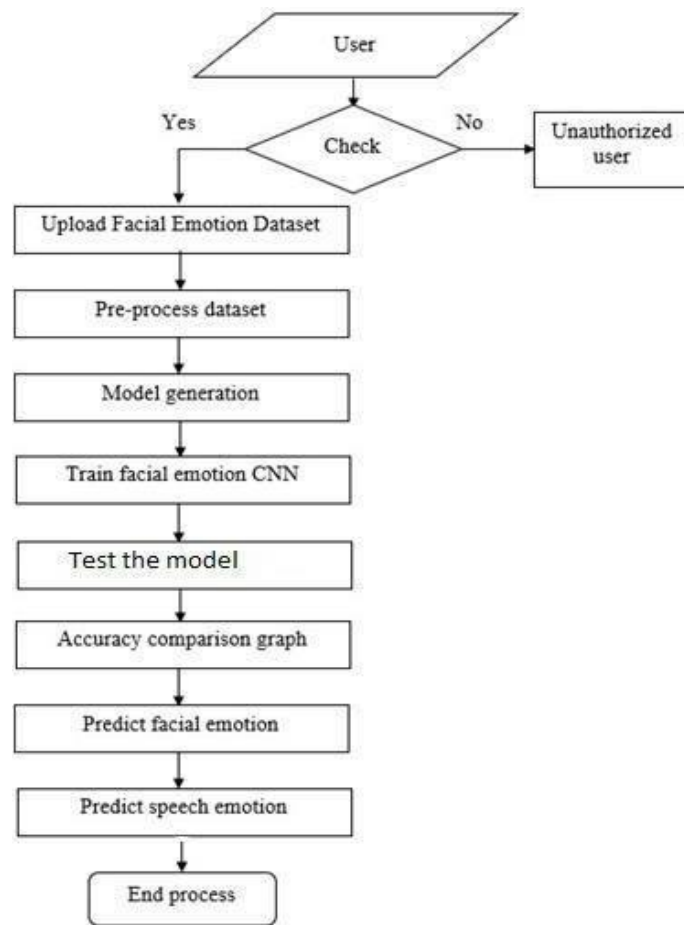 User
Yes
No
Check
Unauthorized
user
Upload Facial Emotion Dataset
Pre-process dataset
Model generation
Train facial emotion CNN
Test the model
Accuracy comparison graph
Predict facial emotion
Predict speech emotion
End process